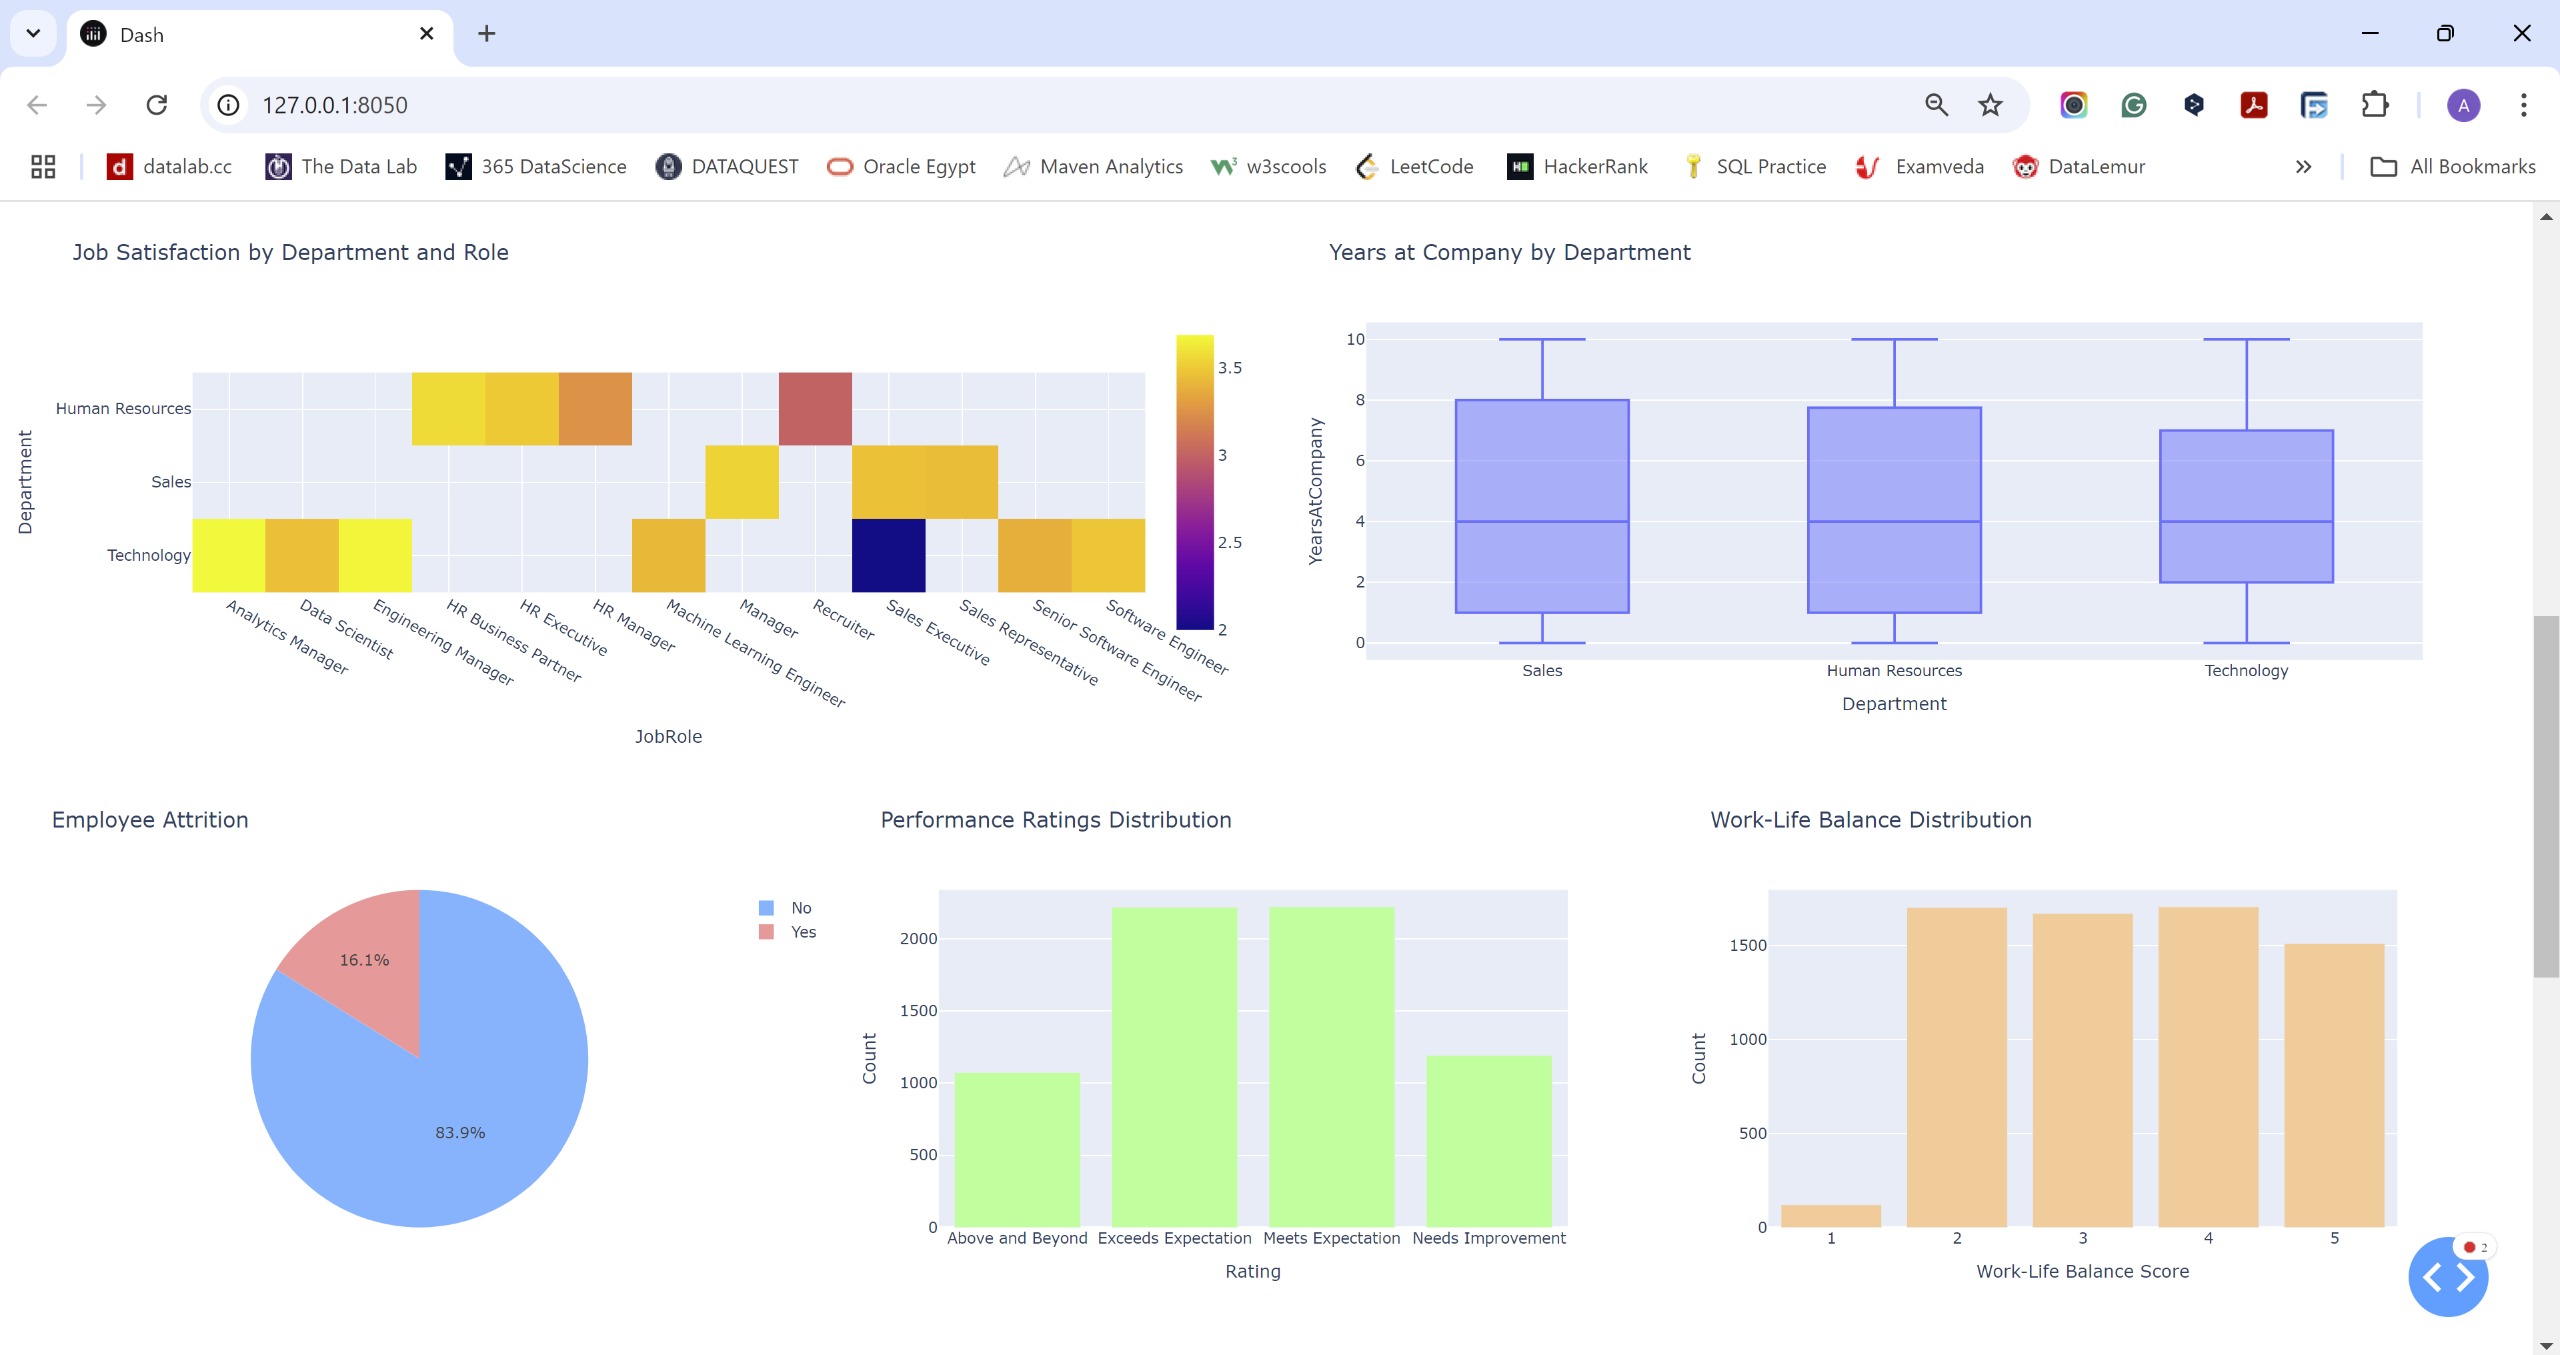 Dash
127.0.0.1:8050
A
datalab.cc The Data Lab 365 DataScience DATAQUEST Oracle Egypt Maven Analytics w3scools LeetCode HackerRank SQL Practice Examveda DataLemur All Bookmarks
Job Satisfaction by Department and Role
Department
Human Resources
Sales
Technology
Analytics Manager
Data Scientist
Engineering Manager
HR Business Partner
HR Executive
HR Manager
Machine Learning Engineer
Manager
Recruiter
Sales Executive
Sales Representative
Senior Software Engineer
Software Engineer
JobRole
3.5
3
2.5
2
Years at Company by Department
YearsAtCompany
10
8
6
4
2
0
Sales Human Resources Technology
Department
Employee Attrition
16.1%
83.9%
No
Yes
Performance Ratings Distribution
Count
2000
1500
1000
500
0
Above and Beyond Exceeds Expectation Meets Expectation Needs Improvement
Rating
Work-Life Balance Distribution
Count
1500
1000
500
0
1 2 3 4 5
Work-Life Balance Score
2